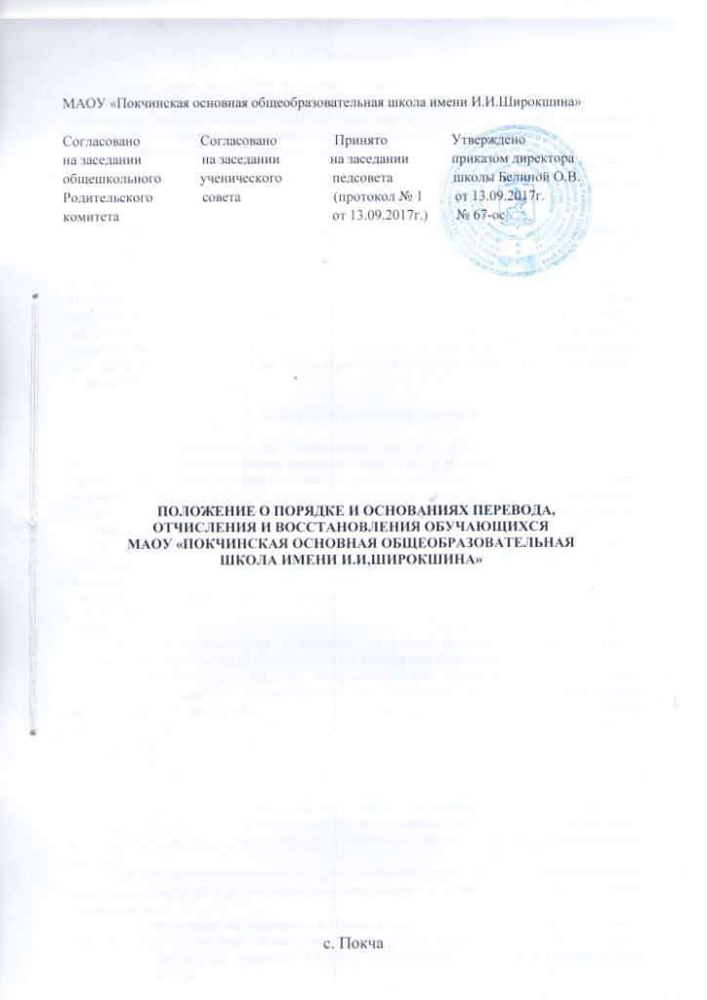 МАОУ «Покчинская основная общеобразовательная школа имени И.И.Широкшина»
Согласовано Согласовано Принято Утверждено
на заседании на заседании на заседании приказом директора
общешкольного ученического педсовета школы Белиной О.В.
Родительского совета (протокол № 1 от 13.09.2017г.
комитета от 13.09.2017г.) № 67-ос
ПОЛОЖЕНИЕ О ПОРЯДКЕ И ОСНОВАНИЯХ ПЕРЕВОДА,
ОТЧИСЛЕНИЯ И ВОССТАНОВЛЕНИЯ ОБУЧАЮЩИХСЯ
МАОУ «ПОКЧИНСКАЯ ОСНОВНАЯ ОБЩЕОБРАЗОВАТЕЛЬНАЯ
ШКОЛА ИМЕНИ И.И,ШИРОКШИНА»
с. Покча